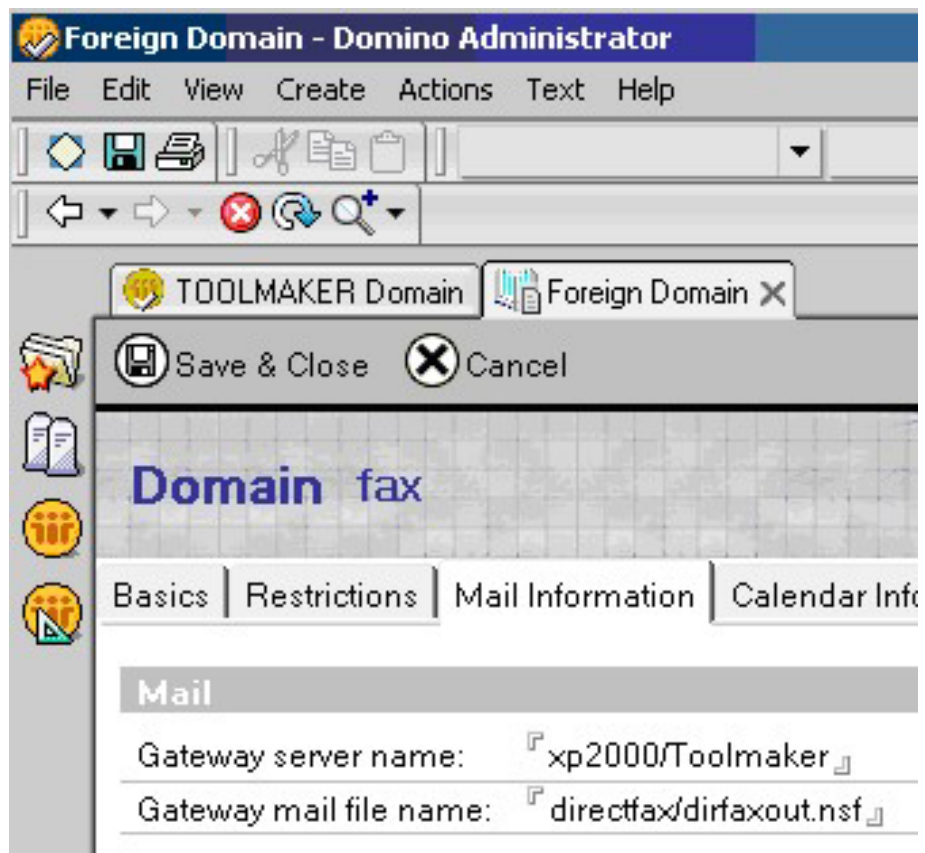 Foreign Domain - Domino Administrator
File Edit View Create Actions Text Help
TOOLMAKER Domain Foreign Domain
Save & Close Cancel
Domain fax
Basics Restrictions Mail Information Calendar Info
Mail
Gateway server name: xp2000/Toolmaker
Gateway mail file name: directfax/dirfaxout.nsf